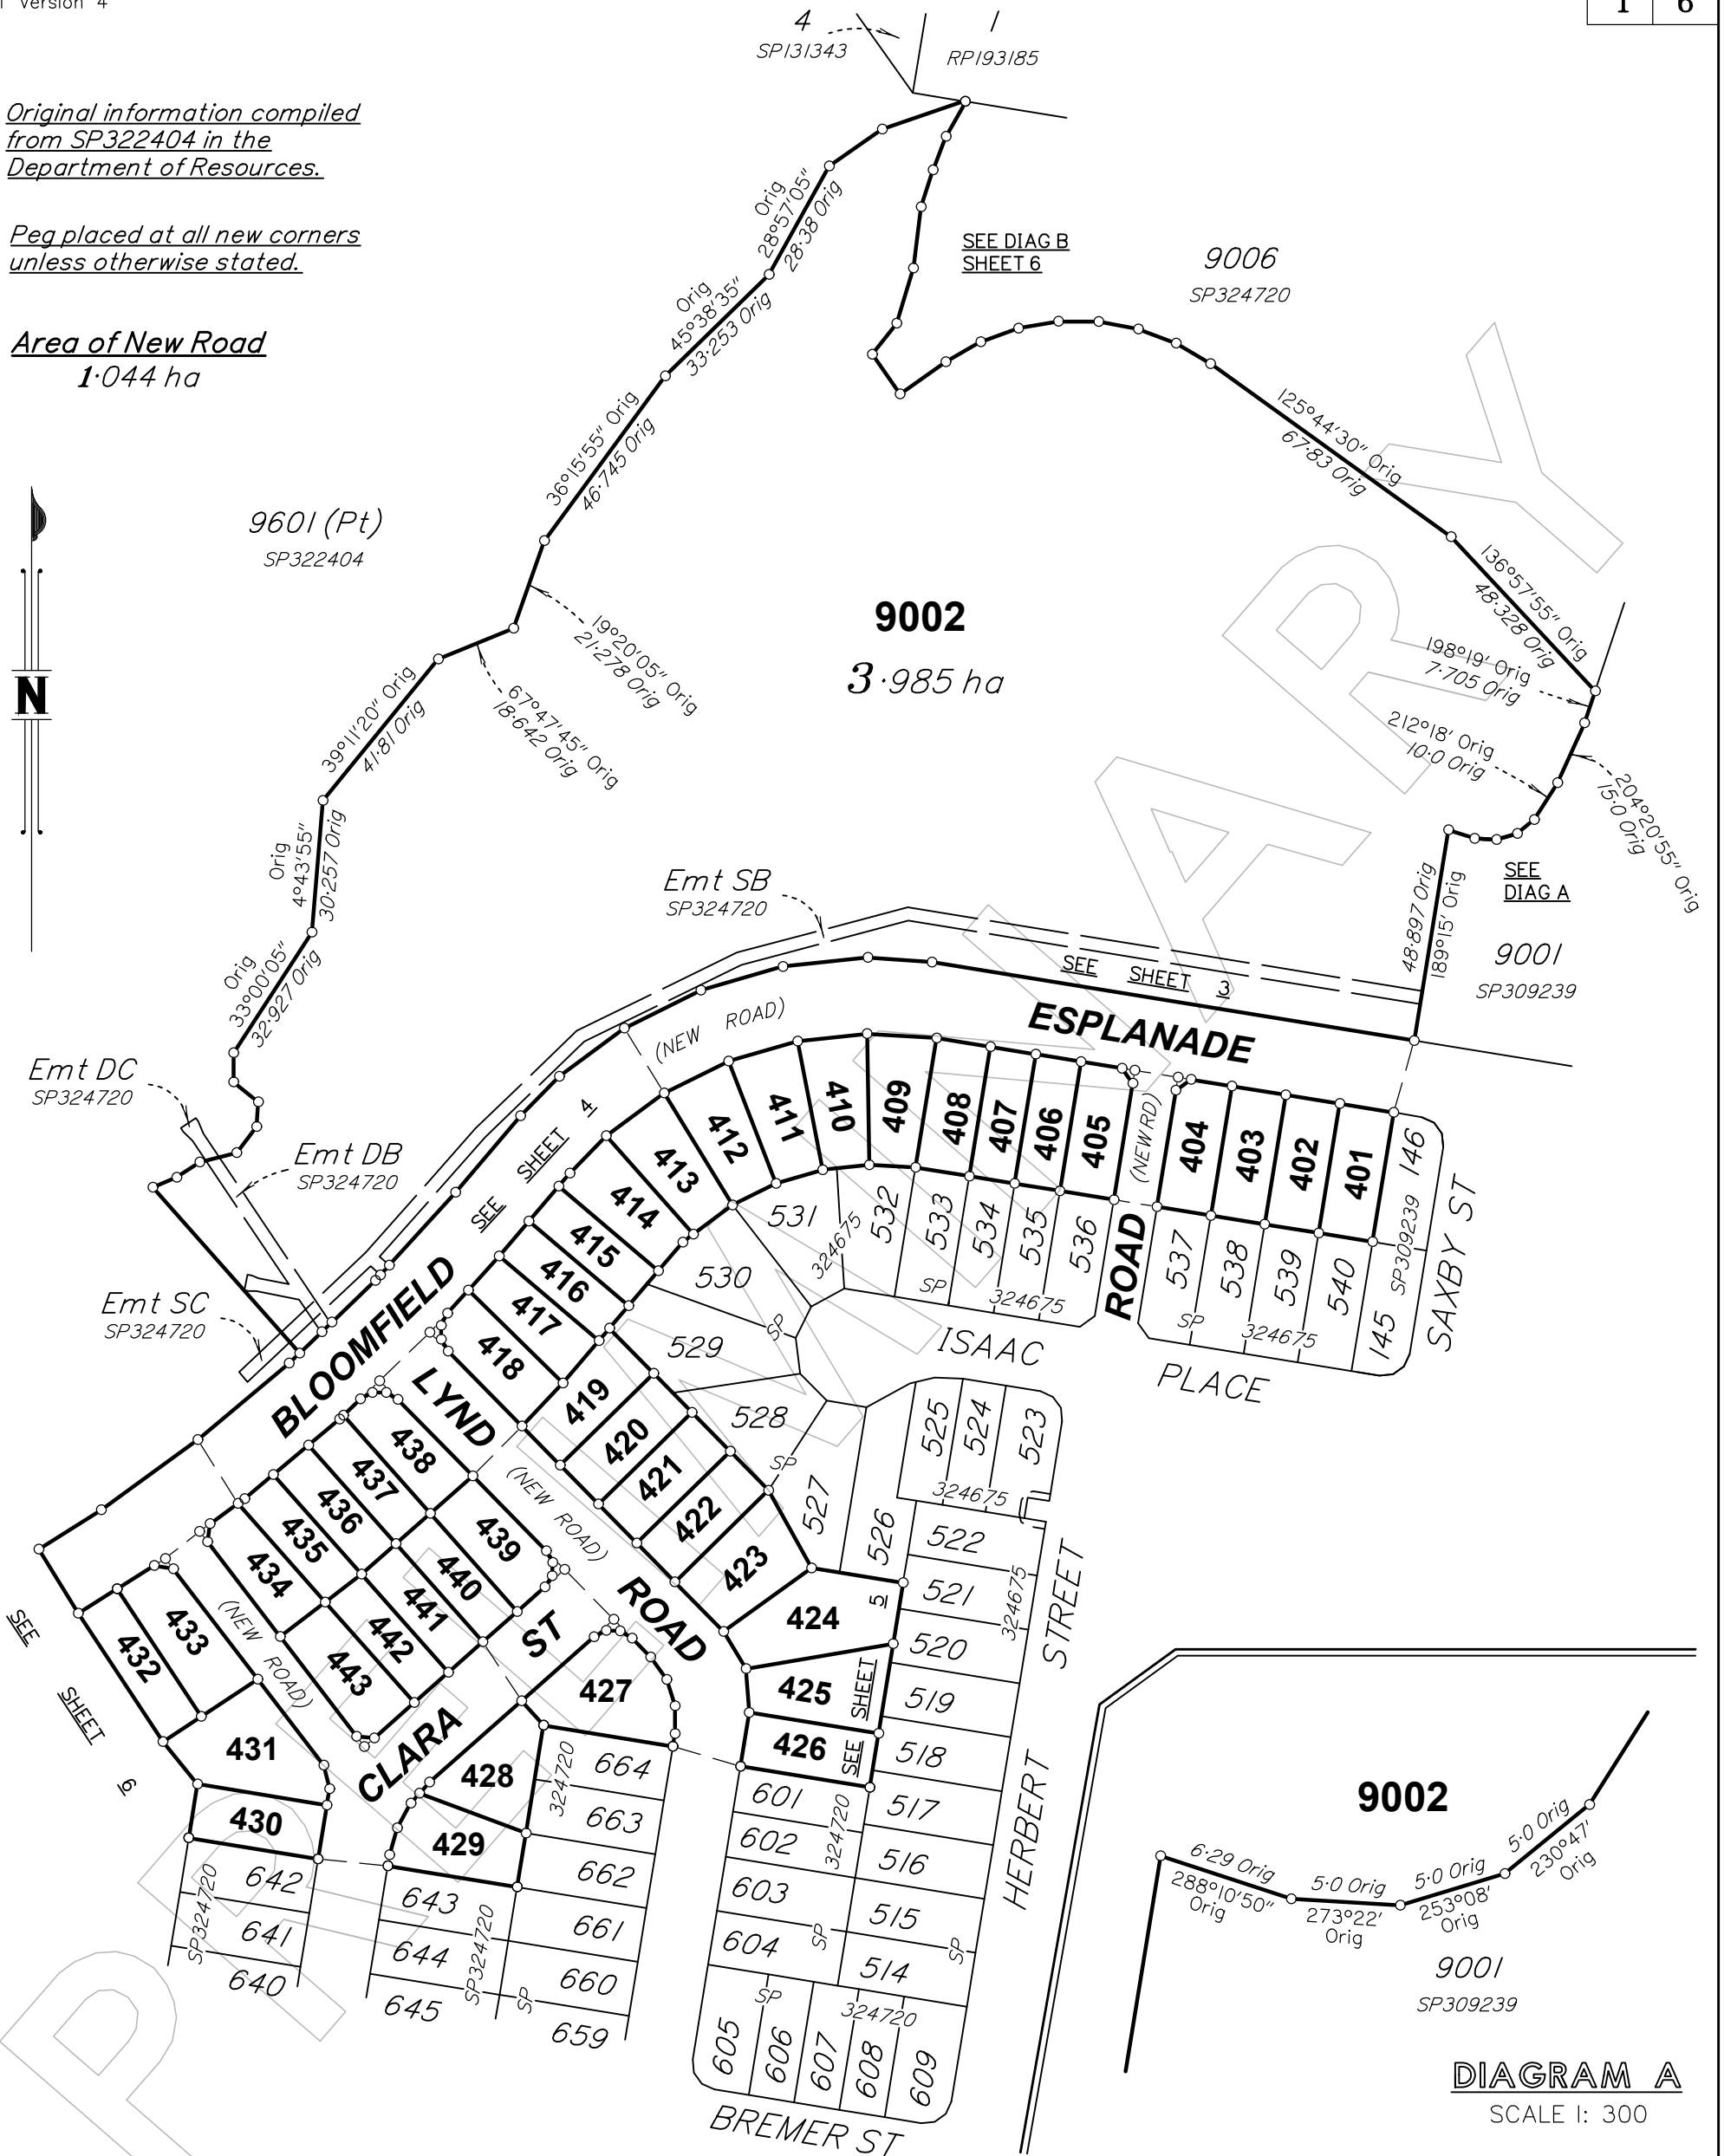 Version 4
1 6
4
SP131343
1
RP193185
Original information compiled
from SP322404 in the
Department of Resources.
Peg placed at all new corners
unless otherwise stated.
Area of New Road
1·044 ha
N
Orig
28°57'05"
28·38 Orig
SEE DIAG B
SHEET 6
9006
SP324720
Orig
45°38'35"
33·253 Orig
36°15'55" Orig
46·745 Orig
125°44'30" Orig
67·83 Orig
9601 (Pt)
SP322404
136°57'55" Orig
48·328 Orig
9002
3·985 ha
19°20'05" Orig
21·278 Orig
67°47'45" Orig
18·642 Orig
198°19' Orig
7·705 Orig
212°18' Orig
10·0 Orig
204°20'55" Orig
15·0 Orig
39°11'20" Orig
41·81 Orig
Orig
4°43'55"
30·257 Orig
SEE
DIAG A
48·897 Orig
189°15' Orig
Emt SB
SP324720
9001
SP309239
Orig
33°00'05"
32·927 Orig
SEE SHEET 3
(NEW ROAD)
ESPLANADE
Emt DC
SP324720
Emt DB
SP324720
Emt SC
SP324720
SEE SHEET 4
413
412
411
410
409
408
407
406
405
(NEW RD)
404
403
402
401
146
SP309239
SAXBY ST
414
415
416
417
418
531
324675
532
533
534
535
536
ROAD
537
538
539
540
145
SP
324675
SP
324675
530
SP
529
ISAAC
PLACE
BLOOMFIELD
LYND
(NEW ROAD)
ROAD
419
420
421
422
423
528
SP
527
526
525
524
523
324675
438
437
436
435
434
439
440
441
442
443
522
521
324675
520
519
518
517
516
515
514
SP
STREET
HERBERT
424
5
425
SHEET
426
SEE
ST
CLARA
427
433
432
(NEW ROAD)
SEE
SHEET
6
431
430
428
429
324720
664
663
662
661
660
659
642
641
640
SP324720
643
644
645
SP324720
SP
601
602
603
604
324720
SP
SP
324720
605
606
607
608
609
BREMER ST
9002
6·29 Orig
288°10'50"
Orig
5·0 Orig
273°22'
Orig
5·0 Orig
253°08'
Orig
5·0 Orig
230°47'
Orig
9001
SP309239
DIAGRAM A
SCALE 1: 300
PRELIMINARY